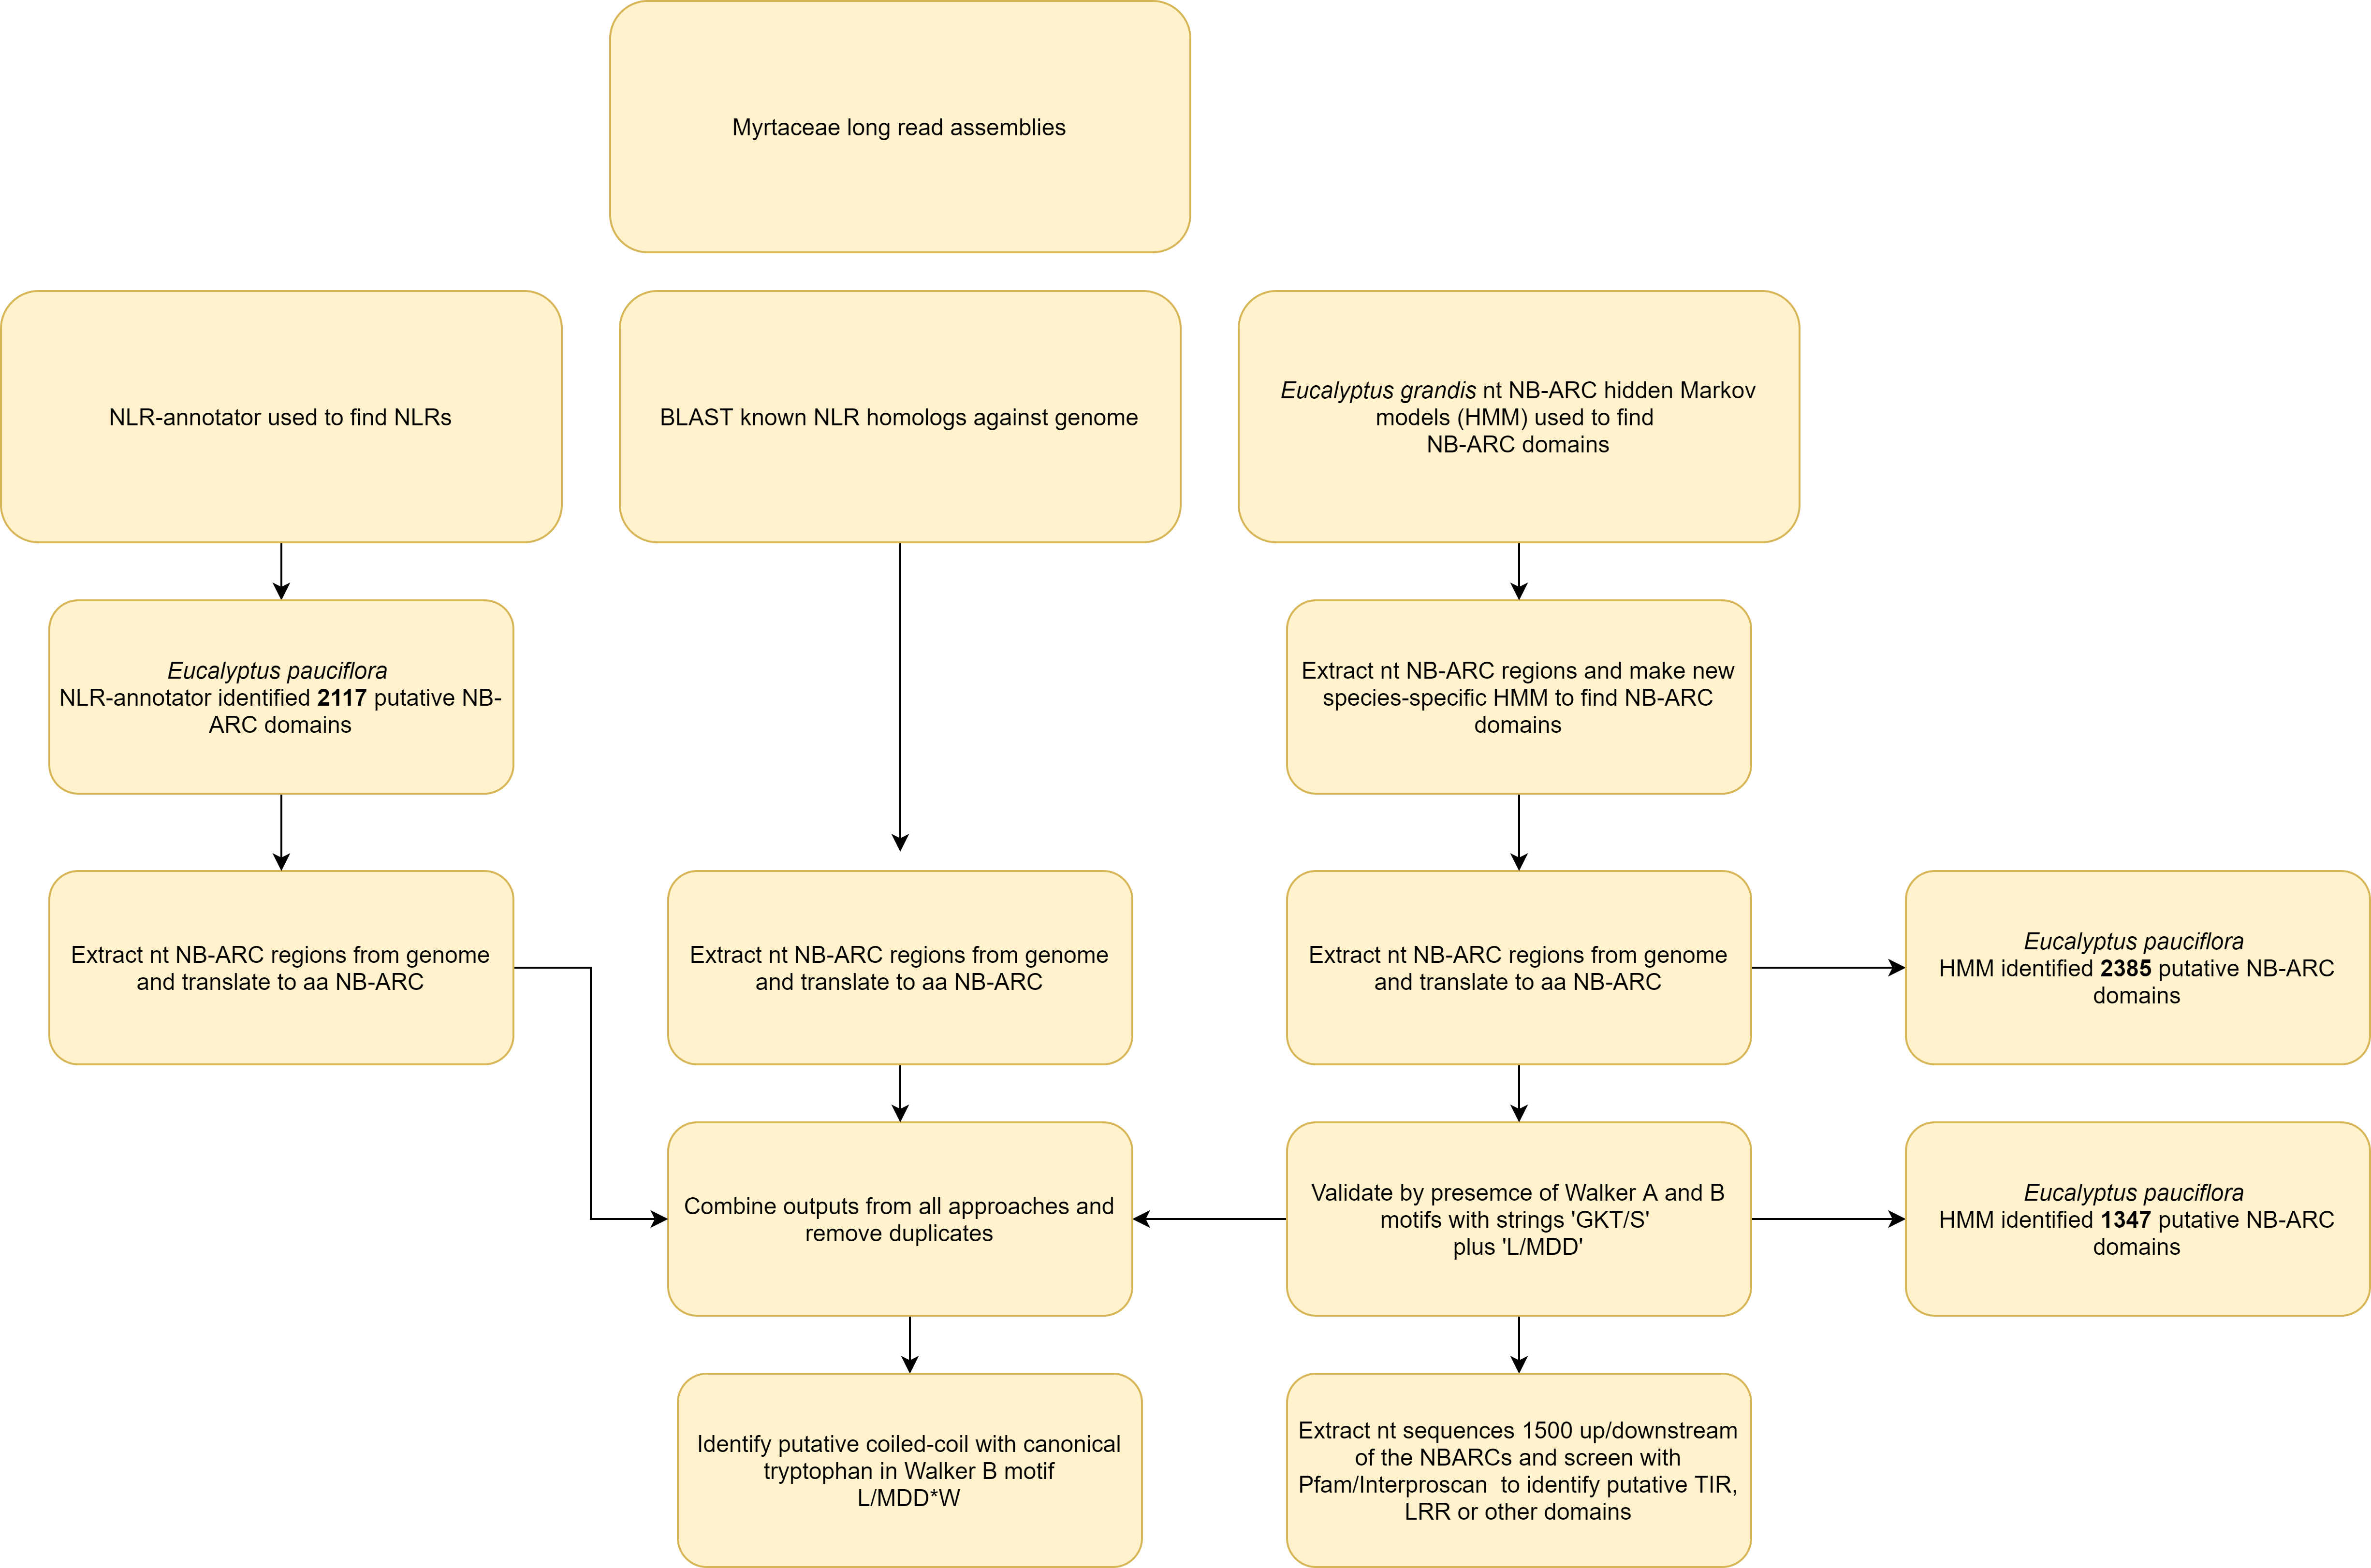 Myrtaceae long read assemblies
NLR-annotator used to find NLRs
BLAST known NLR homologs against genome
Eucalyptus grandis nt NB-ARC hidden Markov
models (HMM) used to find
NB-ARC domains
Eucalyptus pauciflora
NLR-annotator identified 2117 putative NB-
ARC domains
Extract nt NB-ARC regions and make new
species-specific HMM to find NB-ARC
domains
Extract nt NB-ARC regions from genome
and translate to aa NB-ARC
Extract nt NB-ARC regions from genome
and translate to aa NB-ARC
Extract nt NB-ARC regions from genome
and translate to aa NB-ARC
Eucalyptus pauciflora
HMM identified 2385 putative NB-ARC
domains
Combine outputs from all approaches and
remove duplicates
Validate by presemce of Walker A and B
motifs with strings 'GKT/S'
plus 'L/MDD'
Eucalyptus pauciflora
HMM identified 1347 putative NB-ARC
domains
Identify putative coiled-coil with canonical
tryptophan in Walker B motif
L/MDD*W
Extract nt sequences 1500 up/downstream
of the NBARCs and screen with
Pfam/Interproscan  to identify putative TIR,
LRR or other domains